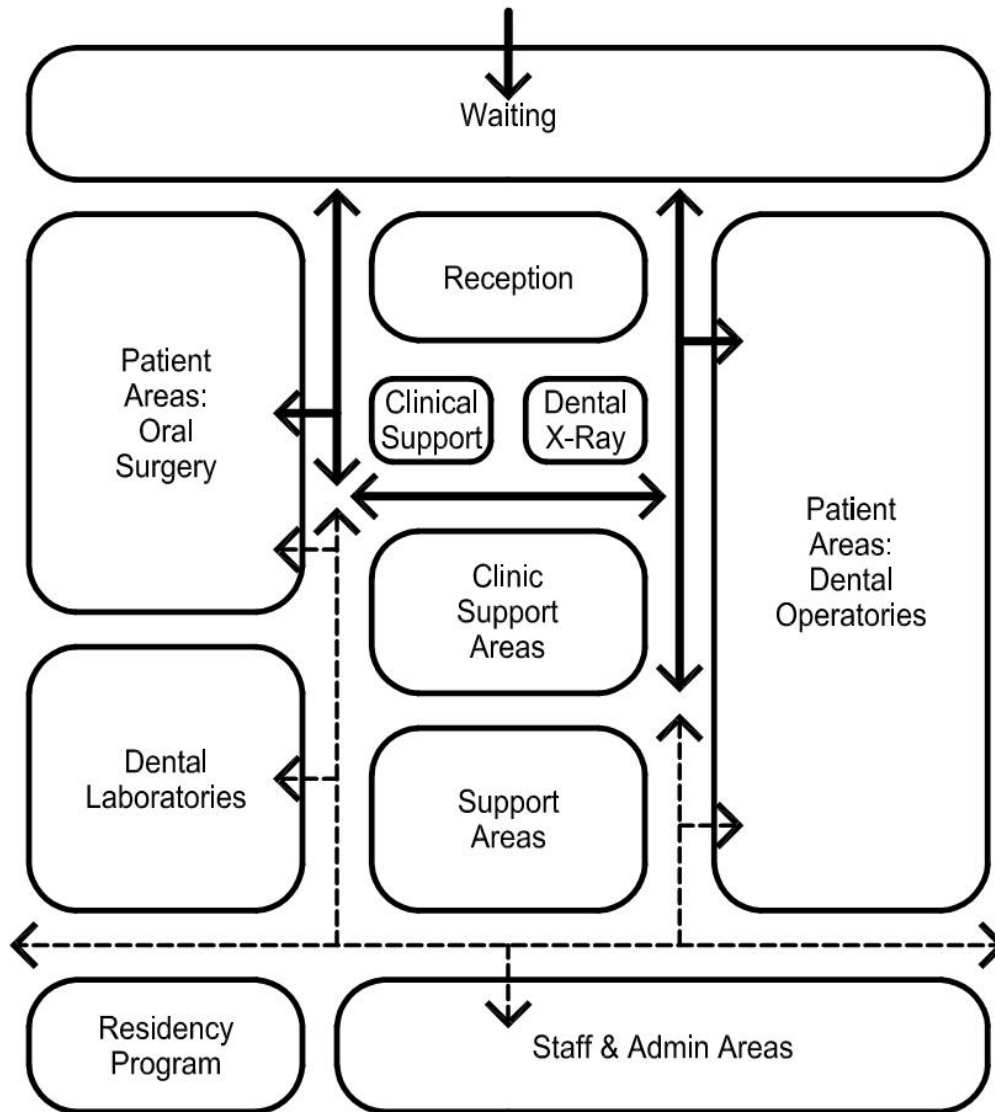 Waiting
Reception
Patient
Areas:
Oral
Surgery
Clinical
Support
Dental
X-Ray
Patient
Areas:
Dental
Operatories
Clinic
Support
Areas
Dental
Laboratories
Support
Areas
Residency
Program
Staff & Admin Areas